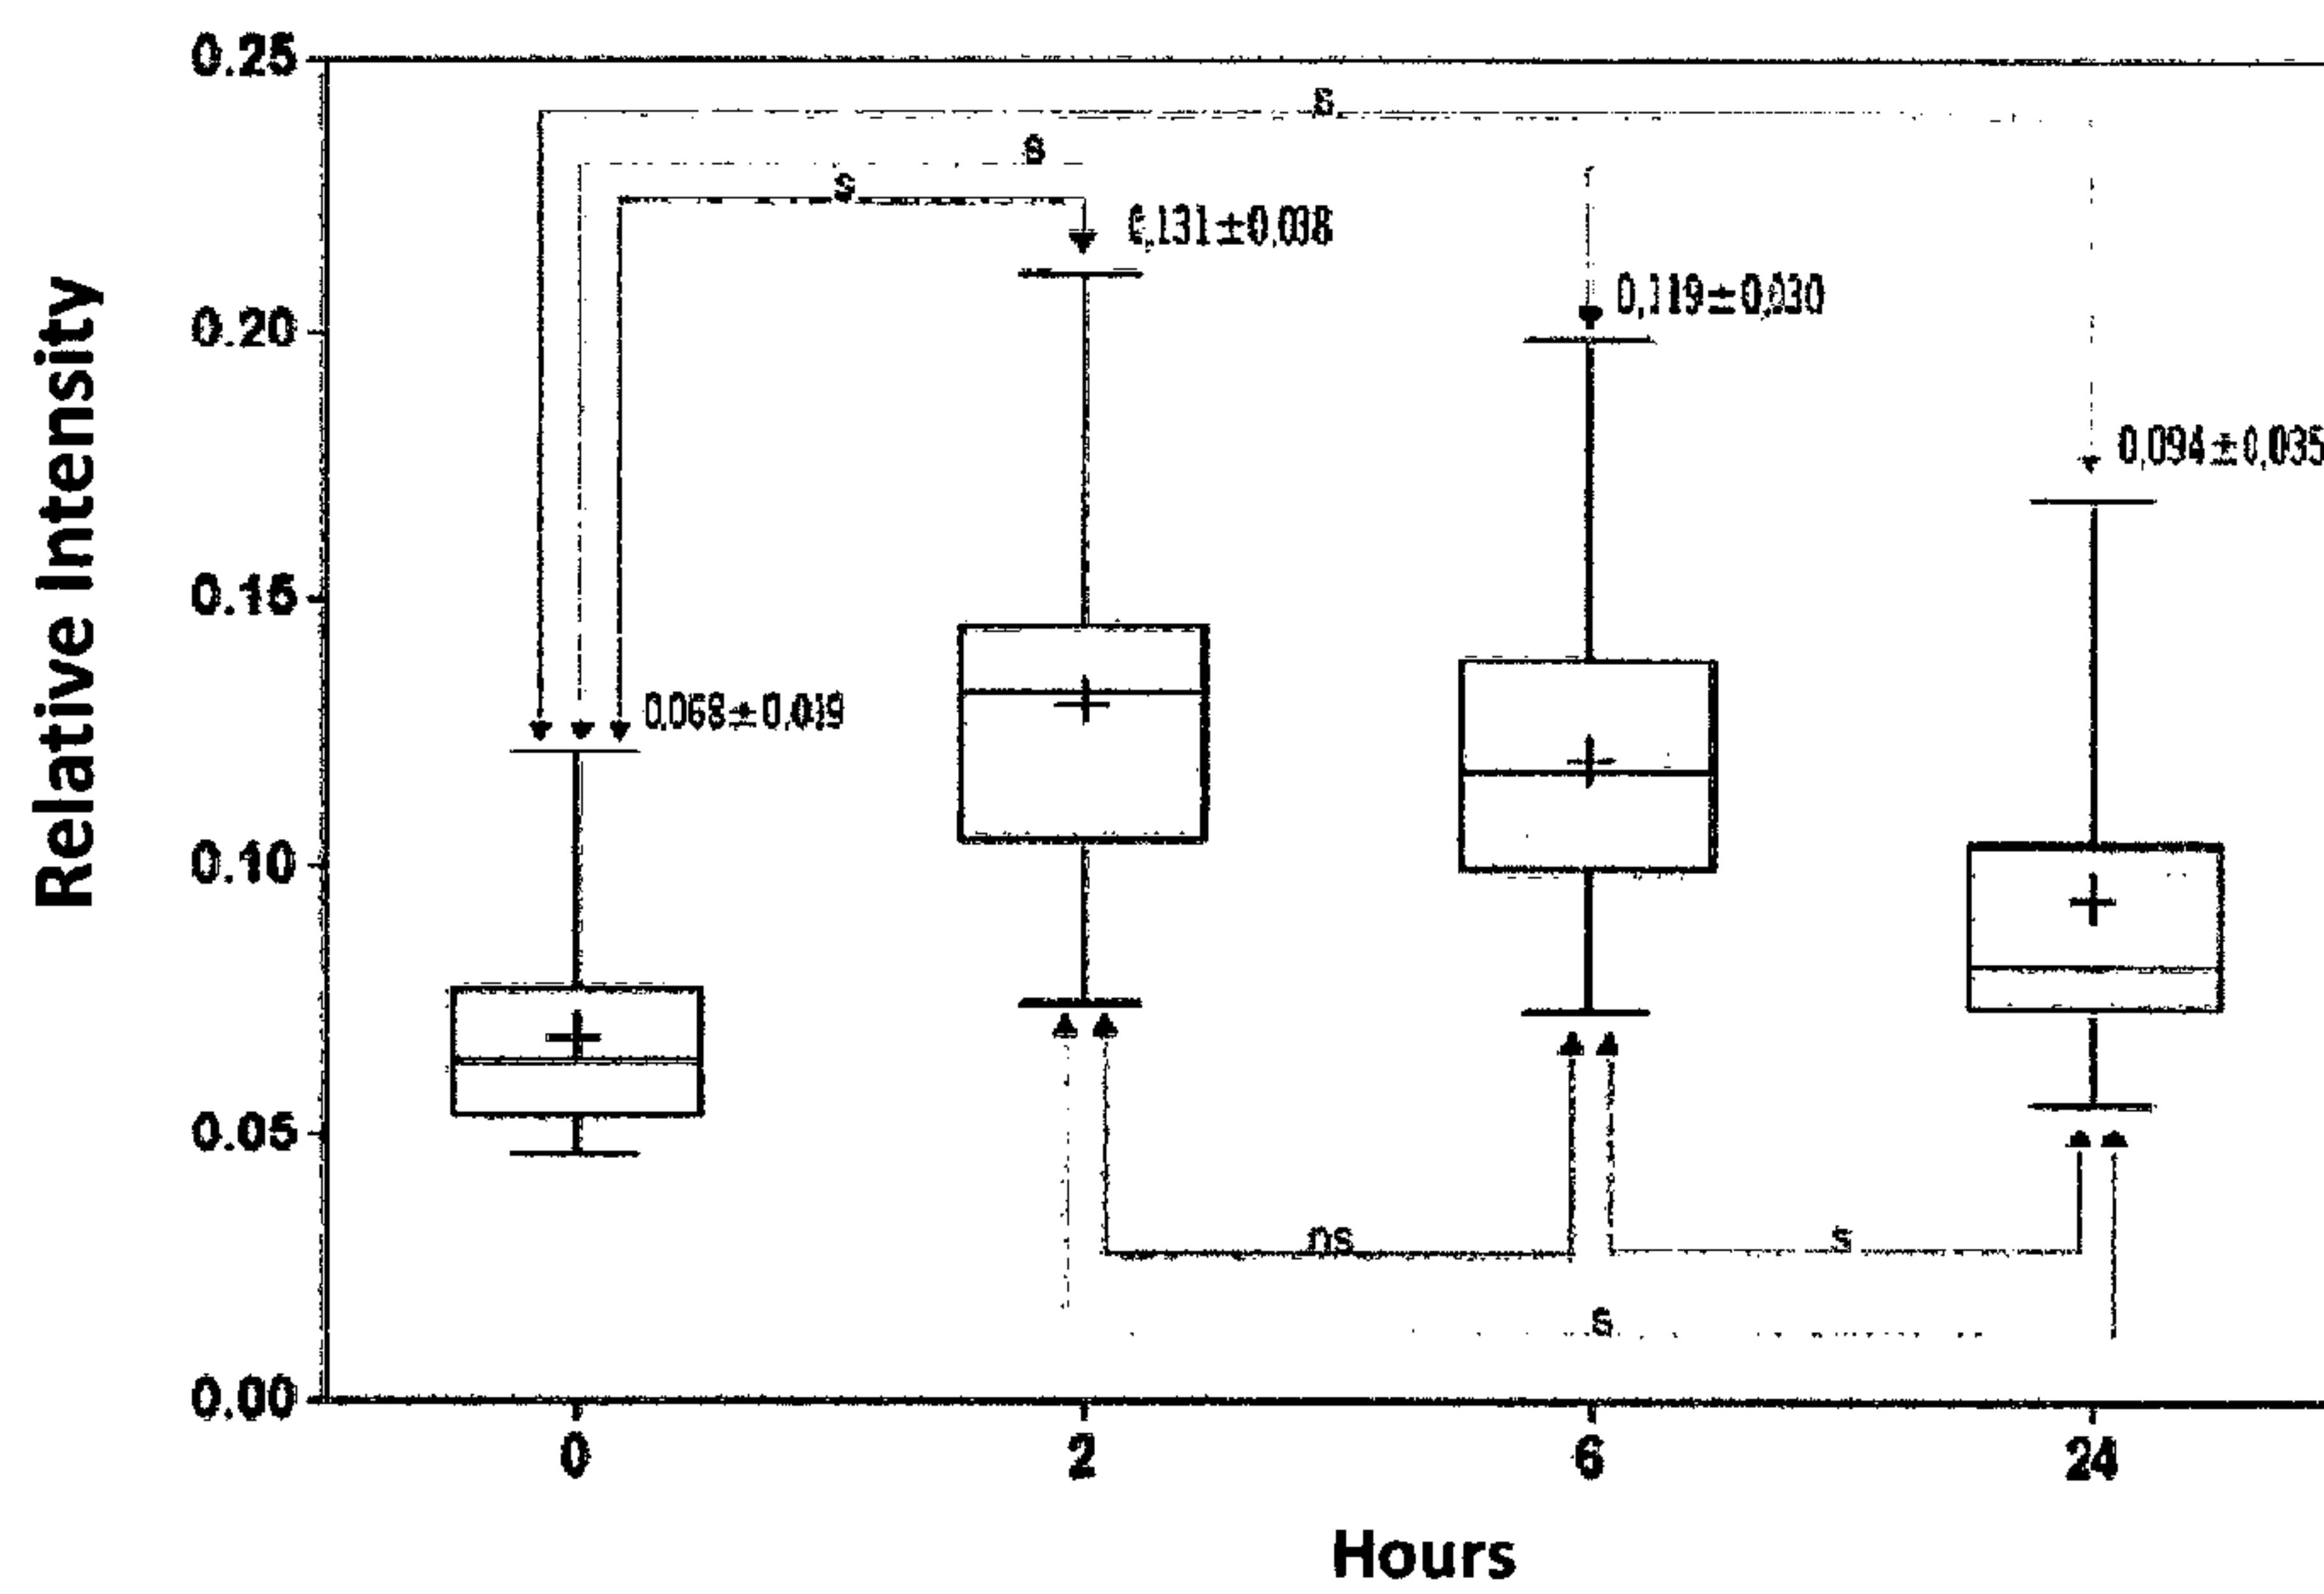 0.25
s
s
s
0,131±0,038
0.20
0,119±0,030
0,094±0,035
0.15
0,068±0,019
0.10
0.05
ns
s
s
0.00
0
2
6
24
Hours
Relative Intensity